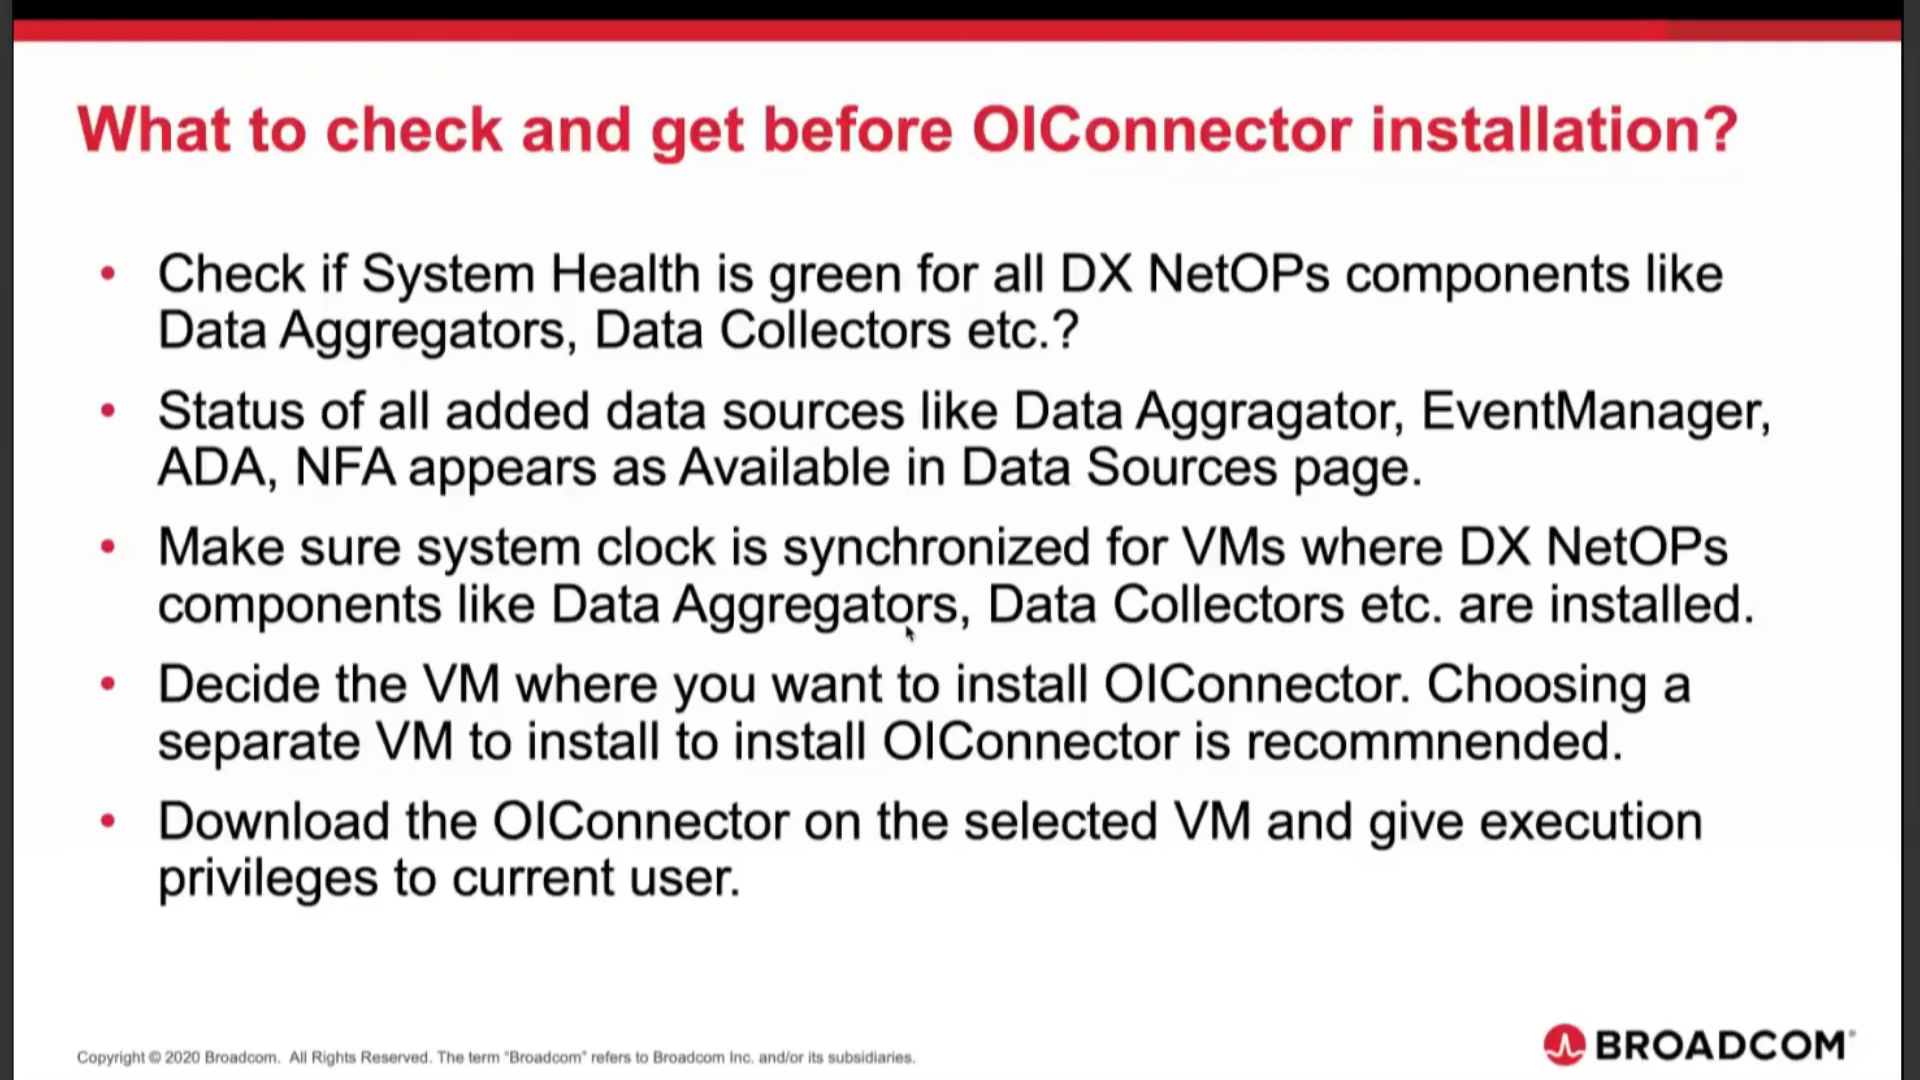 What to check and get before OIConnector installation?
• Check if System Health is green for all DX NetOPs components like
Data Aggregators, Data Collectors etc.?
• Status of all added data sources like Data Aggragator, EventManager,
ADA, NFA appears as Available in Data Sources page.
• Make sure system clock is synchronized for VMs where DX NetOPs
components like Data Aggregators, Data Collectors etc. are installed.
• Decide the VM where you want to install OIConnector. Choosing a
separate VM to install to install OIConnector is recommnended.
• Download the OIConnector on the selected VM and give execution
privileges to current user.
Copyright © 2020 Broadcom. All Rights Reserved. The term “Broadcom” refers to Broadcom Inc. and/or its subsidiaries.
BROADCOM®